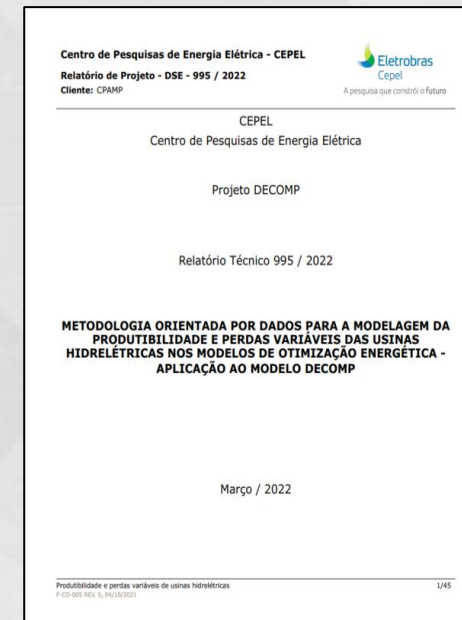 Centro de Pesquisas de Energia Elétrica - CEPEL
Relatório de Projeto - DSE - 995 / 2022
Cliente: CPAMP
Eletrobras
Cepel
A pesquisa que constrói o futuro
CEPEL
Centro de Pesquisas de Energia Elétrica
Projeto DECOMP
Relatório Técnico 995 / 2022
METODOLOGIA ORIENTADA POR DADOS PARA A MODELAGEM DA
PRODUTIBILIDADE E PERDAS VARIÁVEIS DAS USINAS
HIDRELÉTRICAS NOS MODELOS DE OTIMIZAÇÃO ENERGÉTICA -
APLICAÇÃO AO MODELO DECOMP
Março / 2022
Produtibilidade e perdas variáveis de usinas hidrelétricas 1/45
F-CO-005 REV. 5, 04/10/2021